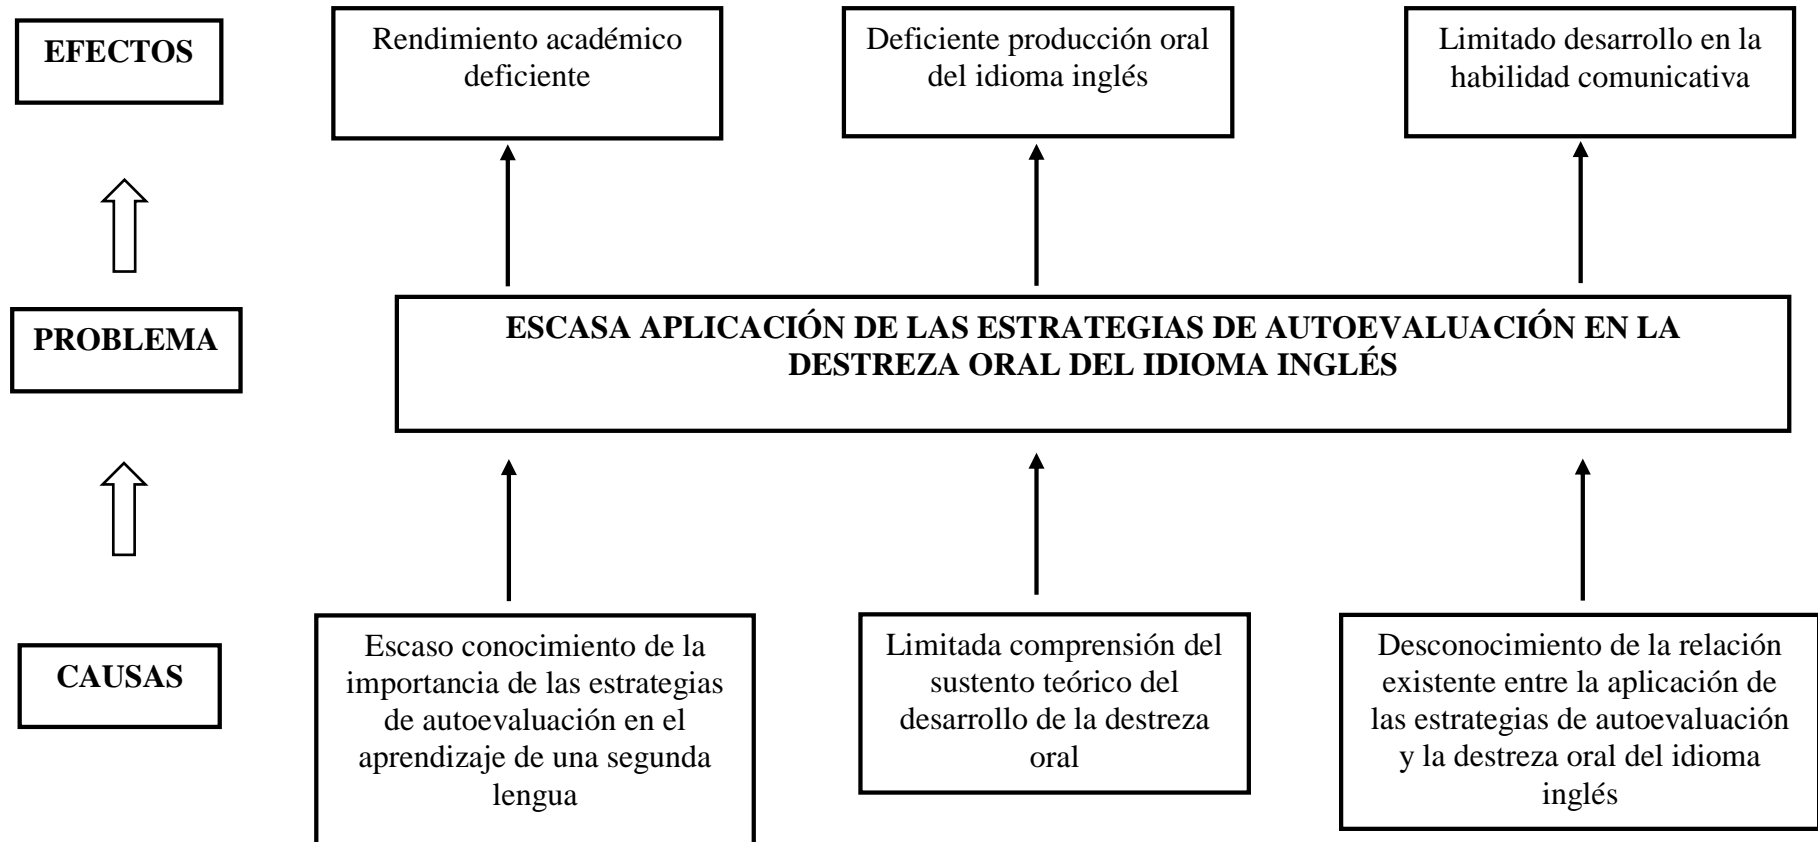 EFECTOS
Rendimiento académico
deficiente
Deficiente producción oral
del idioma inglés
Limitado desarrollo en la
habilidad comunicativa
PROBLEMA
ESCASA APLICACIÓN DE LAS ESTRATEGIAS DE AUTOEVALUACIÓN EN LA
DESTREZA ORAL DEL IDIOMA INGLÉS
CAUSAS
Escaso conocimiento de la
importancia de las estrategias
de autoevaluación en el
aprendizaje de una segunda
lengua
Limitada comprensión del
sustento teórico del
desarrollo de la destreza
oral
Desconocimiento de la relación
existente entre la aplicación de
las estrategias de autoevaluación
y la destreza oral del idioma
inglés